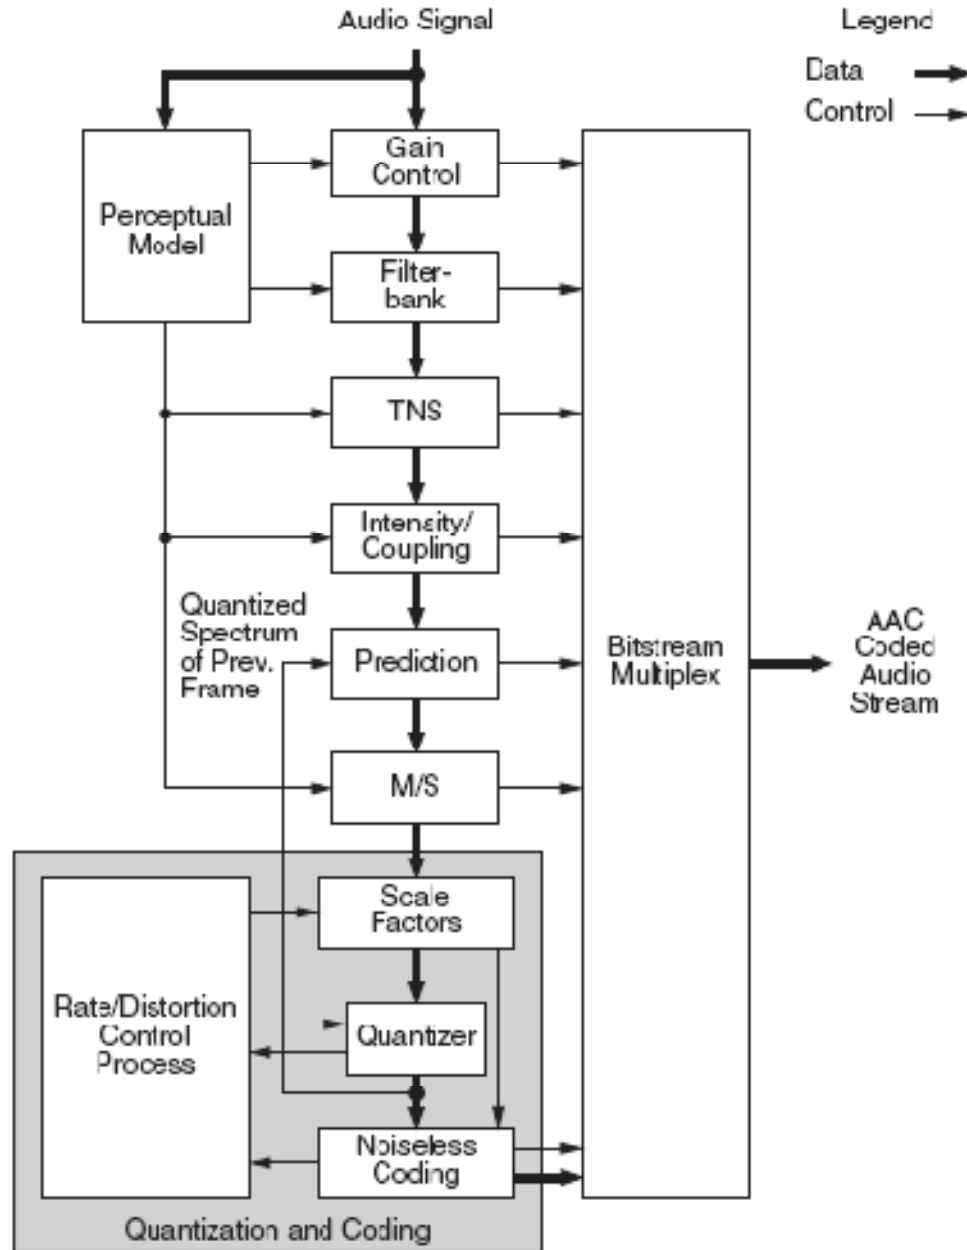 Audio Signal
Legend
Data
Control
Gain
Control
Perceptual
Model
Filter-
bank
TNS
Intensity/
Coupling
Quantized
Spectrum
of Prev.
Frame
Prediction
Bitstream
Multiplex
AAC
Coded
Audio
Stream
M/S
Scale
Factors
Rate/Distortion
Control
Process
Quantizer
Noiseless
Coding
Quantization and Coding